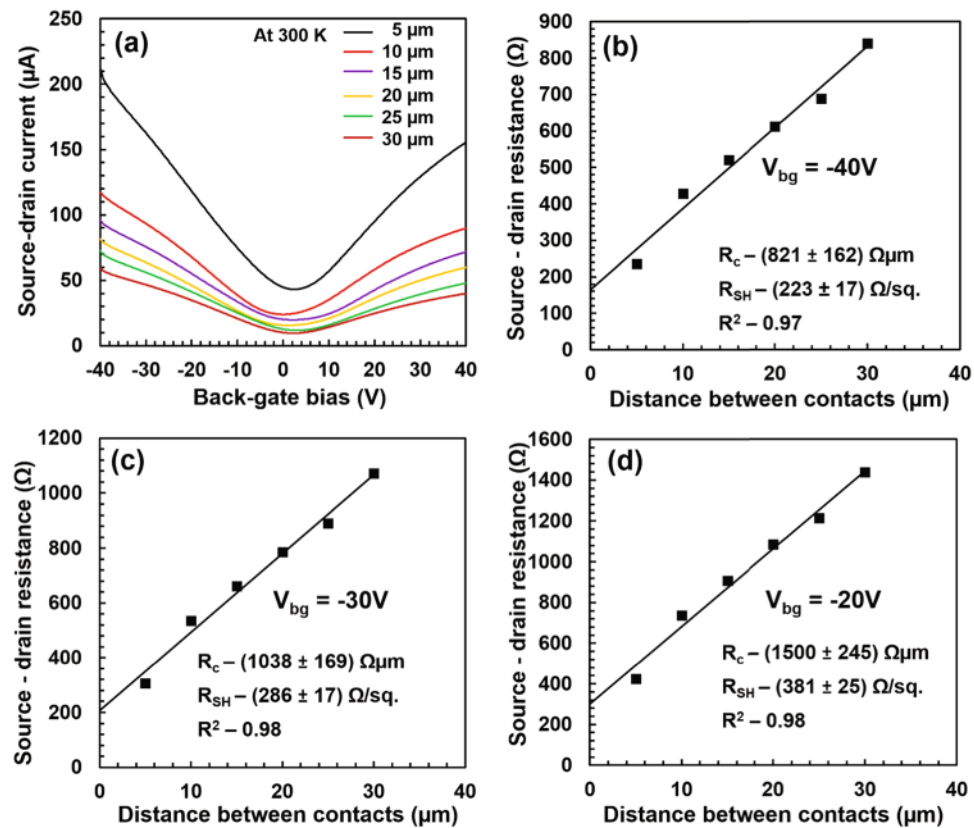 (a)
At 300 K
5 µm
10 µm
15 µm
20 µm
25 µm
30 µm
Source-drain current (µA)
250
200
150
100
50
0
-40 -30 -20 -10 0 10 20 30 40
Back-gate bias (V)
(b)
Source - drain resistance (Ω)
900
800
700
600
500
400
300
200
100
0
V_bg = -40V
R_c – (821 ± 162) Ωµm
R_SH – (223 ± 17) Ω/sq.
R² – 0.97
0 10 20 30 40
Distance between contacts (µm)
(c)
Source - drain resistance (Ω)
1200
1000
800
600
400
200
0
V_bg = -30V
R_c – (1038 ± 169) Ωµm
R_SH – (286 ± 17) Ω/sq.
R² – 0.98
0 10 20 30 40
Distance between contacts (µm)
(d)
Source - drain resistance (Ω)
1600
1400
1200
1000
800
600
400
200
0
V_bg = -20V
R_c – (1500 ± 245) Ωµm
R_SH – (381 ± 25) Ω/sq.
R² – 0.98
0 10 20 30 40
Distance between contacts (µm)